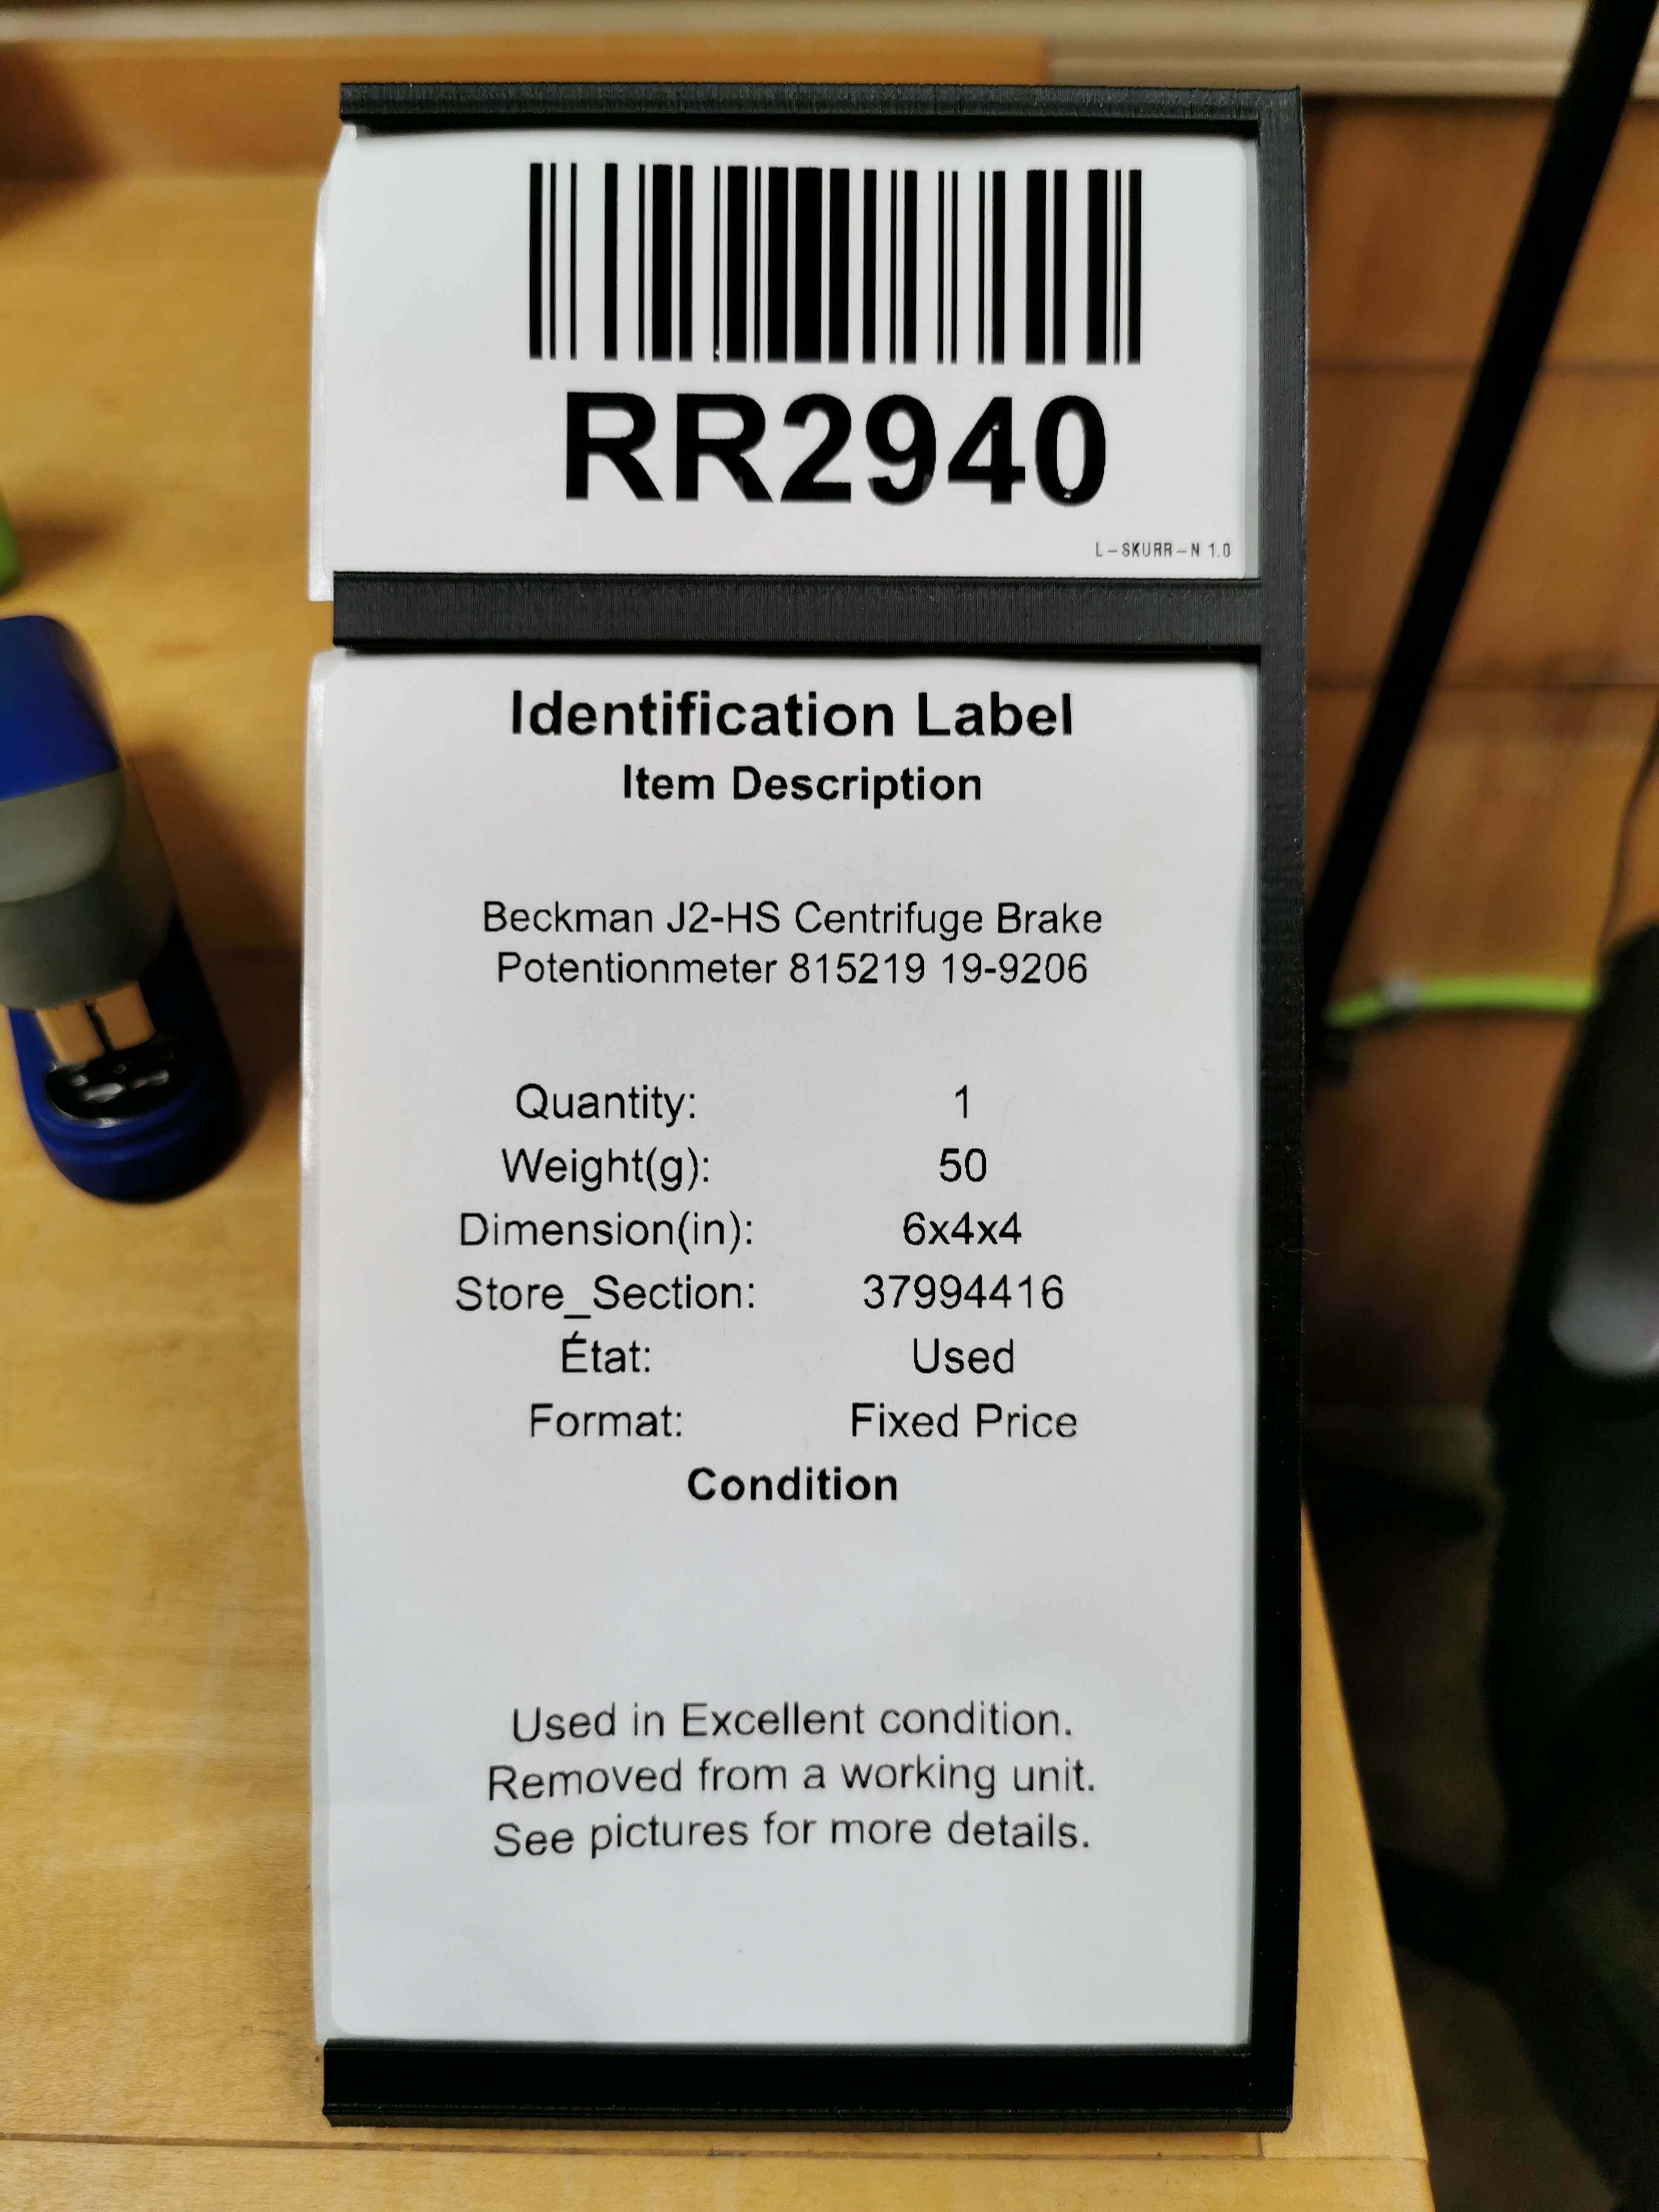 RR2940
L-SKURR-N 1.0
Identification Label
Item Description
Beckman J2-HS Centrifuge Brake
Potentionmeter 815219 19-9206
Quantity: 1
Weight(g): 50
Dimension(in): 6x4x4
Store_Section: 37994416
État: Used
Format: Fixed Price
Condition
Used in Excellent condition.
Removed from a working unit.
See pictures for more details.